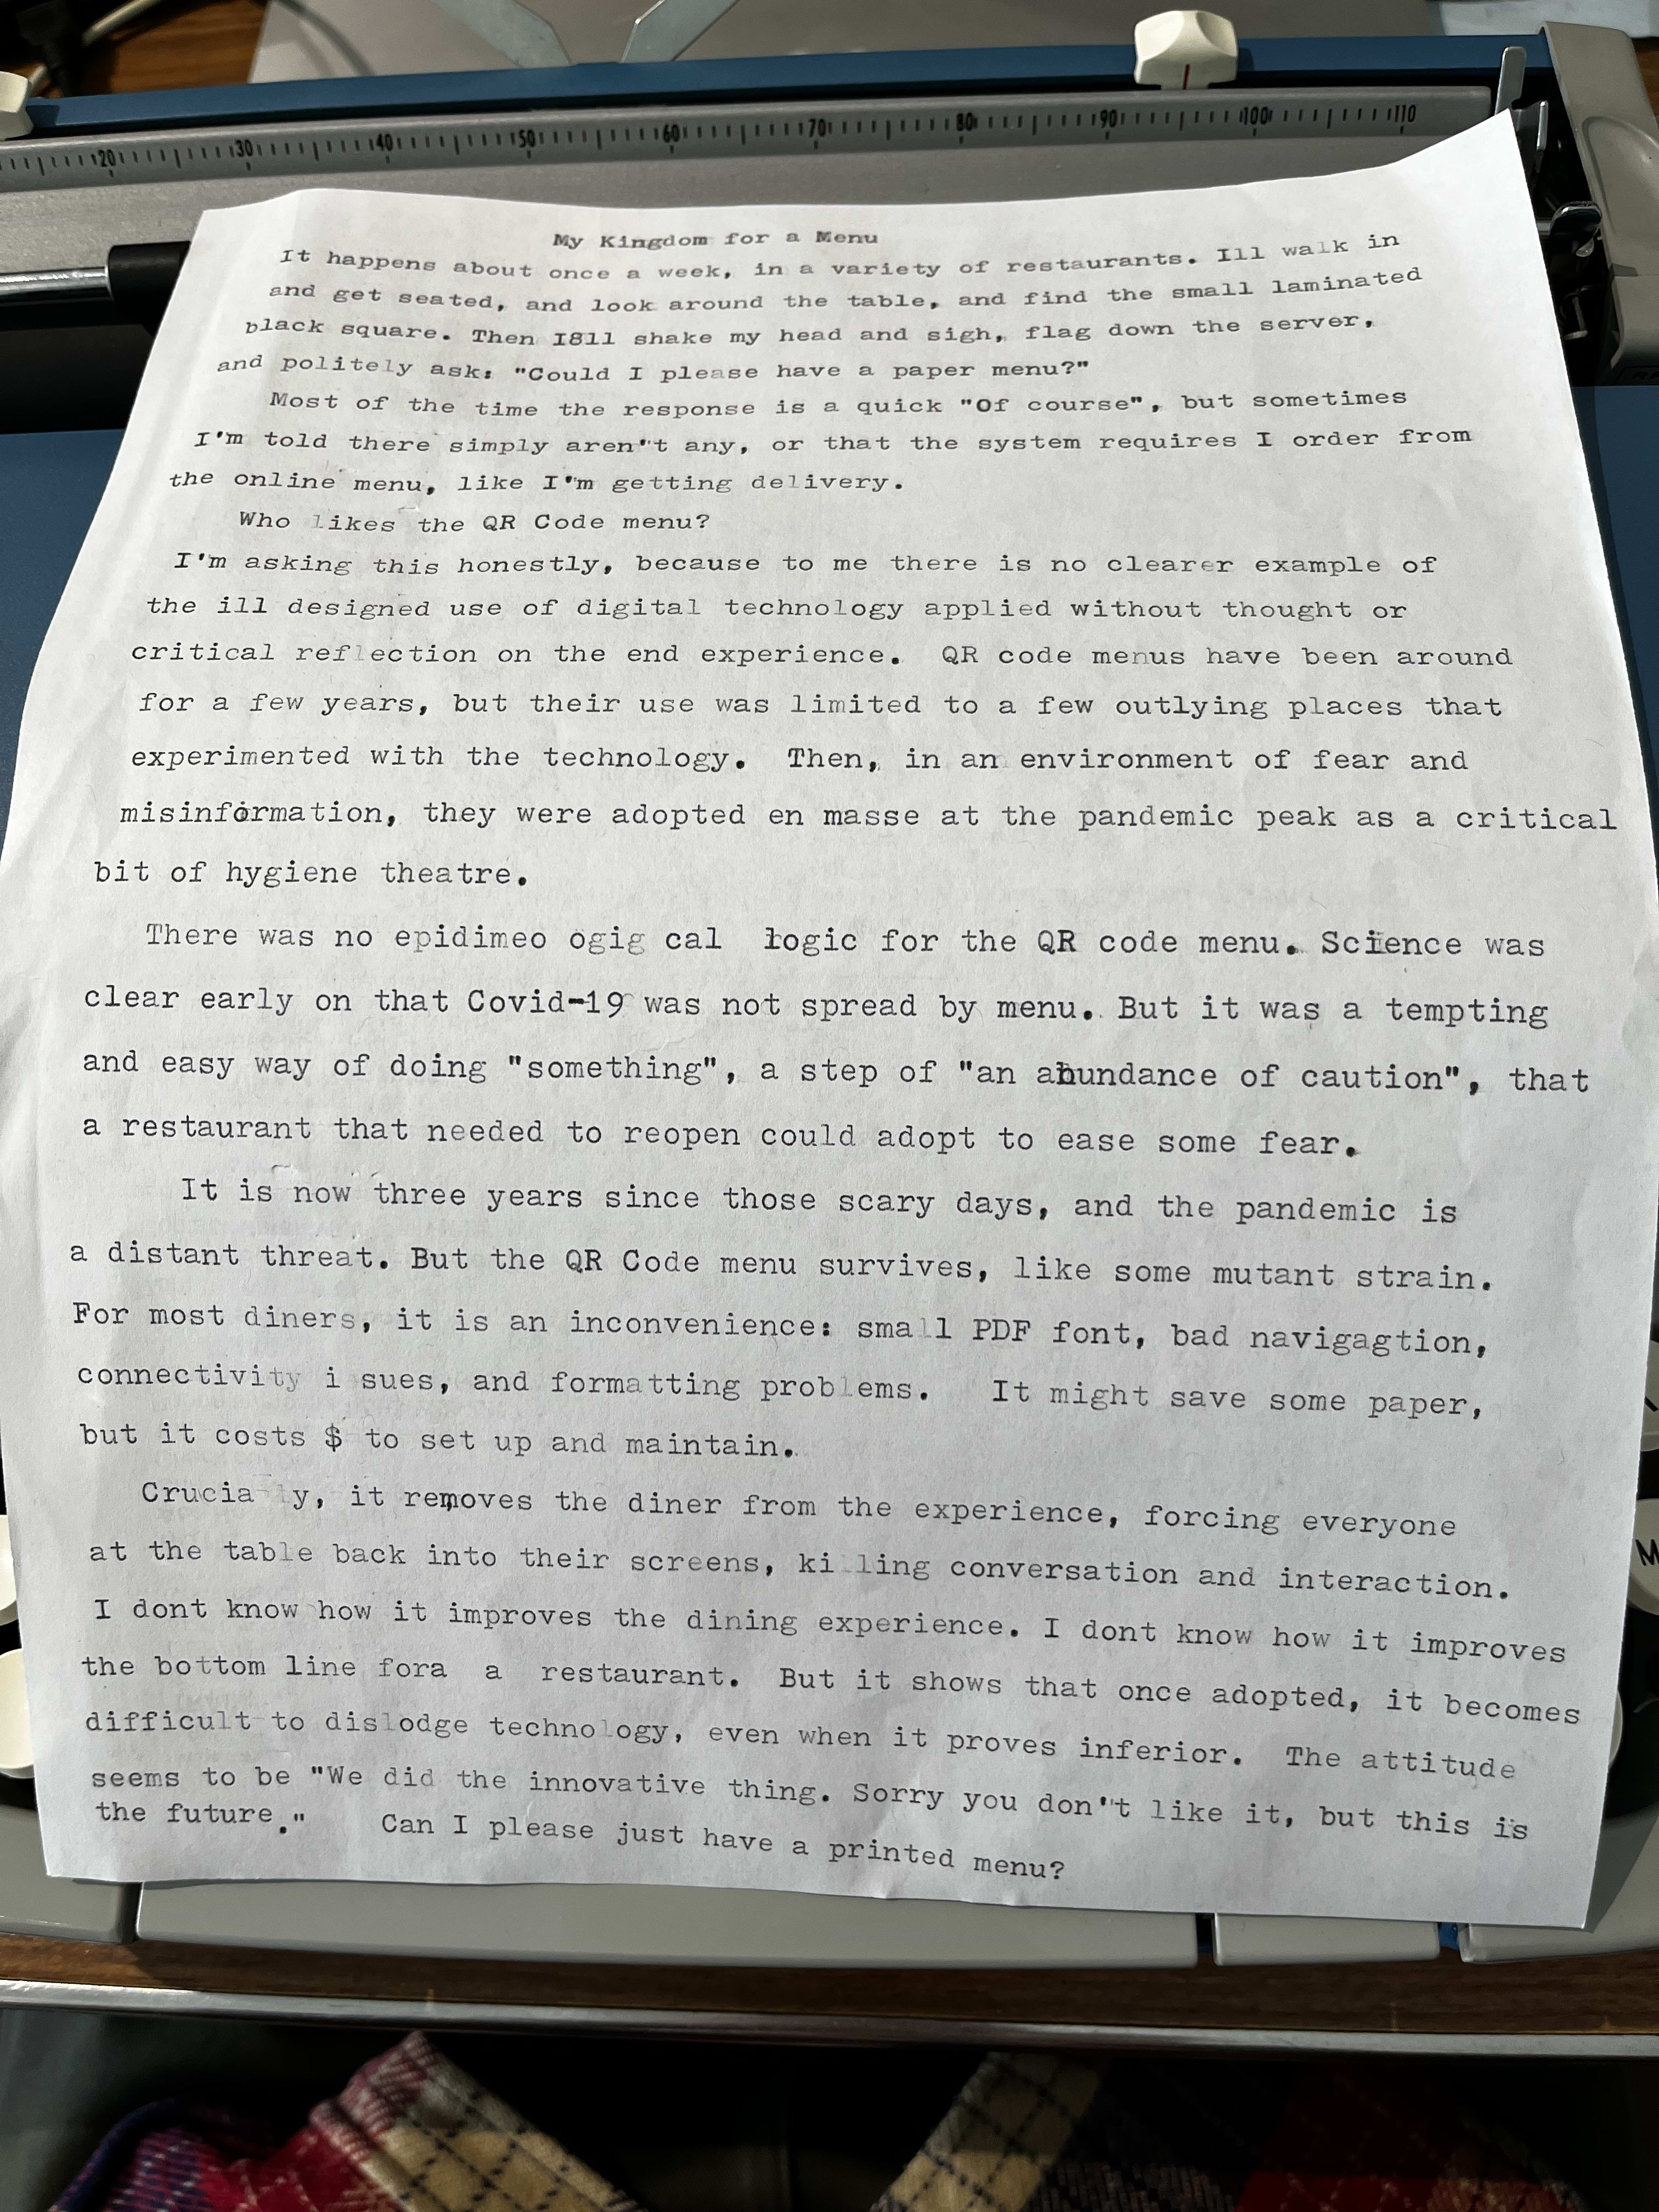 20 30 40 50 60 70 80 90 100 110
My Kingdom for a Menu
It happens about once a week, in a variety of restaurants. Ill walk in
and get seated, and look around the table, and find the small laminated
black square. Then I8ll shake my head and sigh, flag down the server,
and politely ask: "Could I please have a paper menu?"
Most of the time the response is a quick "Of course", but sometimes
I'm told there simply aren't any, or that the system requires I order from
the online menu, like I'm getting delivery.
Who likes the QR Code menu?
I'm asking this honestly, because to me there is no clearer example of
the ill designed use of digital technology applied without thought or
critical reflection on the end experience. QR code menus have been around
for a few years, but their use was limited to a few outlying places that
experimented with the technology. Then, in an environment of fear and
misinformation, they were adopted en masse at the pandemic peak as a critical
bit of hygiene theatre.
There was no epidimeo ogig cal logic for the QR code menu. Science was
clear early on that Covid-19 was not spread by menu. But it was a tempting
and easy way of doing "something", a step of "an abundance of caution", that
a restaurant that needed to reopen could adopt to ease some fear.
It is now three years since those scary days, and the pandemic is
a distant threat. But the QR Code menu survives, like some mutant strain.
For most diners, it is an inconvenience: small PDF font, bad navigagtion,
connectivity i sues, and formatting problems. It might save some paper,
but it costs $ to set up and maintain.
Crucia ly, it removes the diner from the experience, forcing everyone
at the table back into their screens, ki lling conversation and interaction.
I dont know how it improves the dining experience. I dont know how it improves
the bottom line fora a restaurant. But it shows that once adopted, it becomes
difficult to dislodge technology, even when it proves inferior. The attitude
seems to be "We did the innovative thing. Sorry you don't like it, but this is
the future." Can I please just have a printed menu?
M